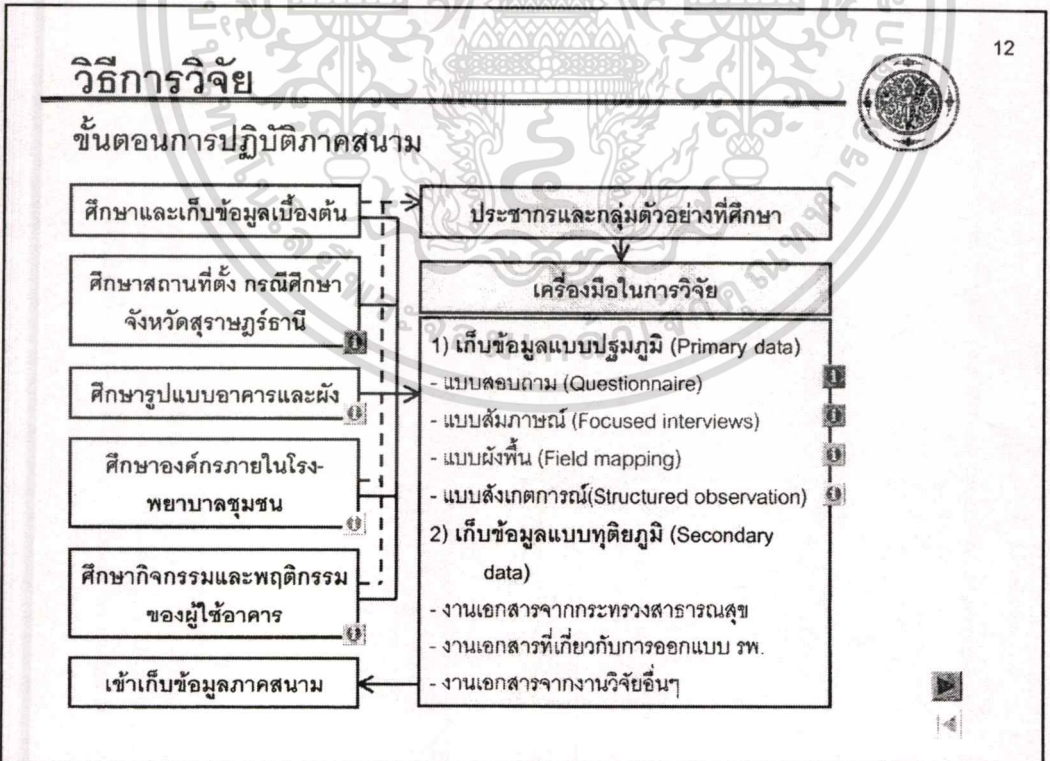 12
วิธีการวิจัย
ขั้นตอนการปฏิบัติภาคสนาม
ศึกษาและเก็บข้อมูลเบื้องต้น
ศึกษาสถานที่ตั้ง กรณีศึกษา
จังหวัดสุราษฎร์ธานี
ศึกษารูปแบบอาคารและผัง
ศึกษาองค์กรภายในโรง-
พยาบาลชุมชน
ศึกษากิจกรรมและพฤติกรรม
ของผู้ใช้อาคาร
เข้าเก็บข้อมูลภาคสนาม
ประชากรและกลุ่มตัวอย่างที่ศึกษา
เครื่องมือในการวิจัย
1) เก็บข้อมูลแบบปฐมภูมิ (Primary data)
- แบบสอบถาม (Questionnaire)
- แบบสัมภาษณ์ (Focused interviews)
- แบบผังพื้น (Field mapping)
- แบบสังเกตการณ์(Structured observation)
2) เก็บข้อมูลแบบทุติยภูมิ (Secondary
data)
- งานเอกสารจากกระทรวงสาธารณสุข
- งานเอกสารที่เกี่ยวกับการออกแบบ รพ.
- งานเอกสารจากงานวิจัยอื่นๆ